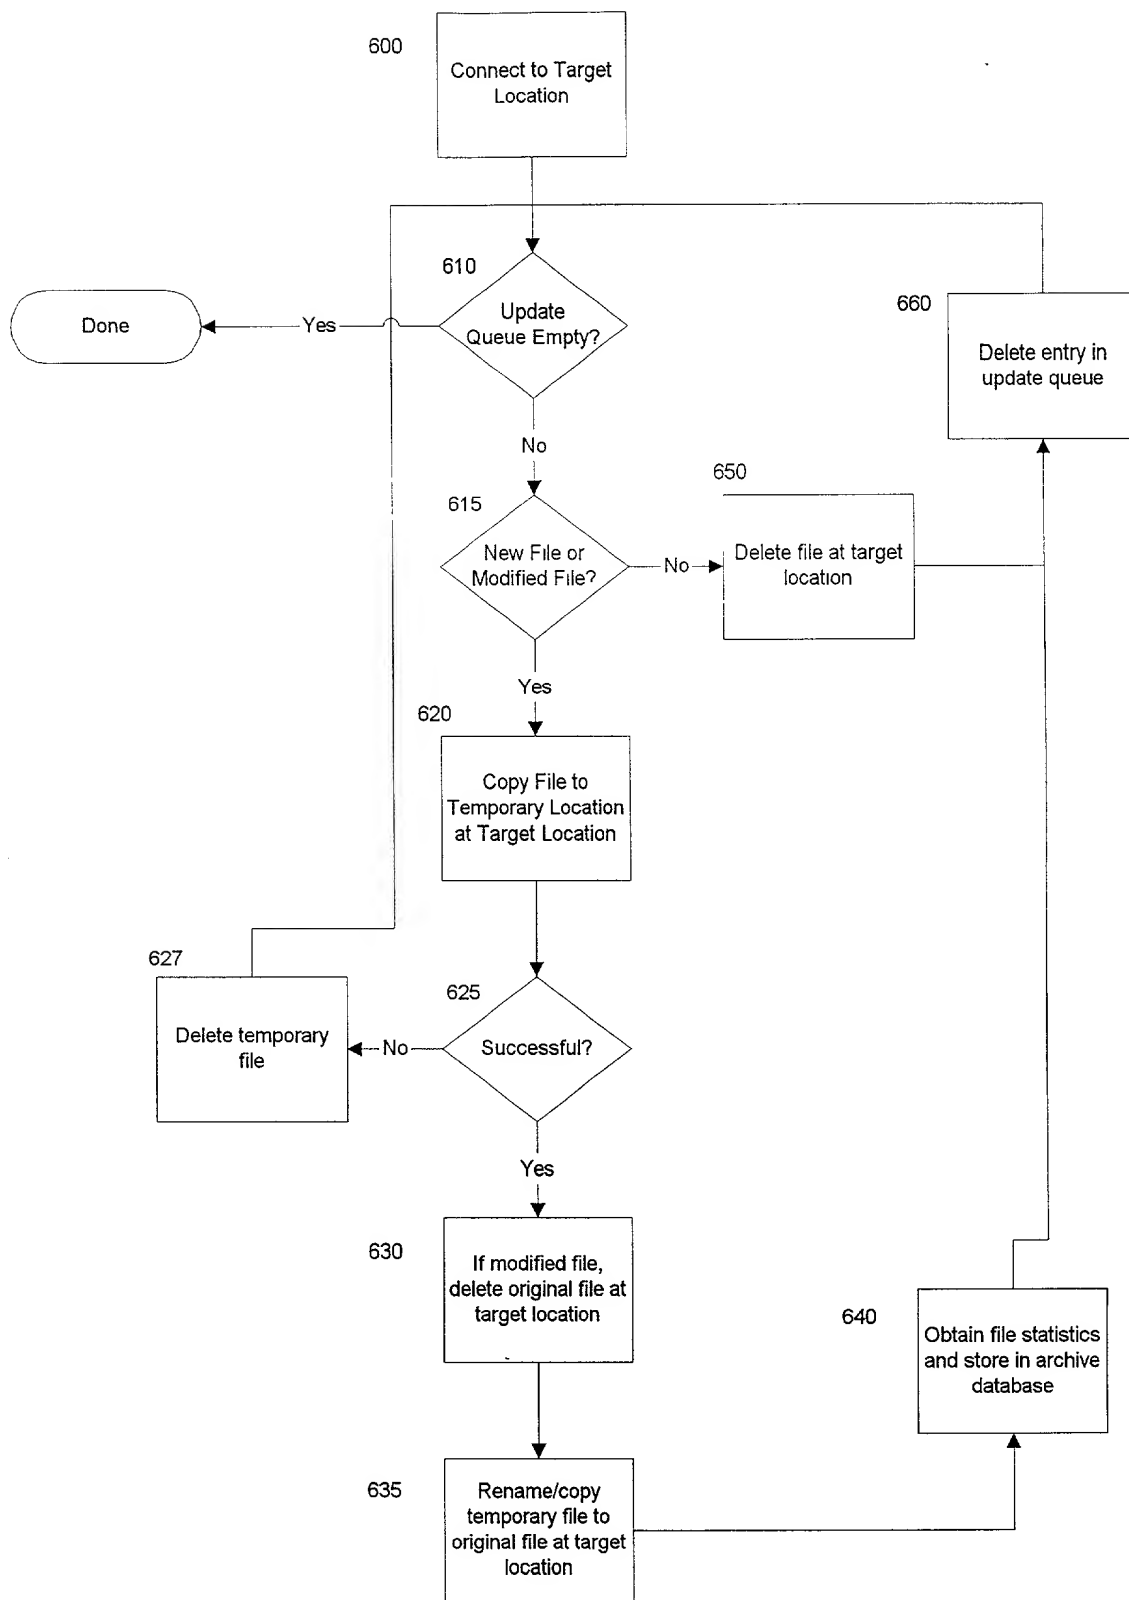 600
Connect to Target
Location
610
Update
Queue Empty?
Yes
Done
660
Delete entry in
update queue
No
615
New File or
Modified File?
No
650
Delete file at target
location
Yes
620
Copy File to
Temporary Location
at Target Location
627
Delete temporary
file
No
625
Successful?
Yes
630
If modified file,
delete original file at
target location
640
Obtain file statistics
and store in archive
database
635
Rename/copy
temporary file to
original file at target
location